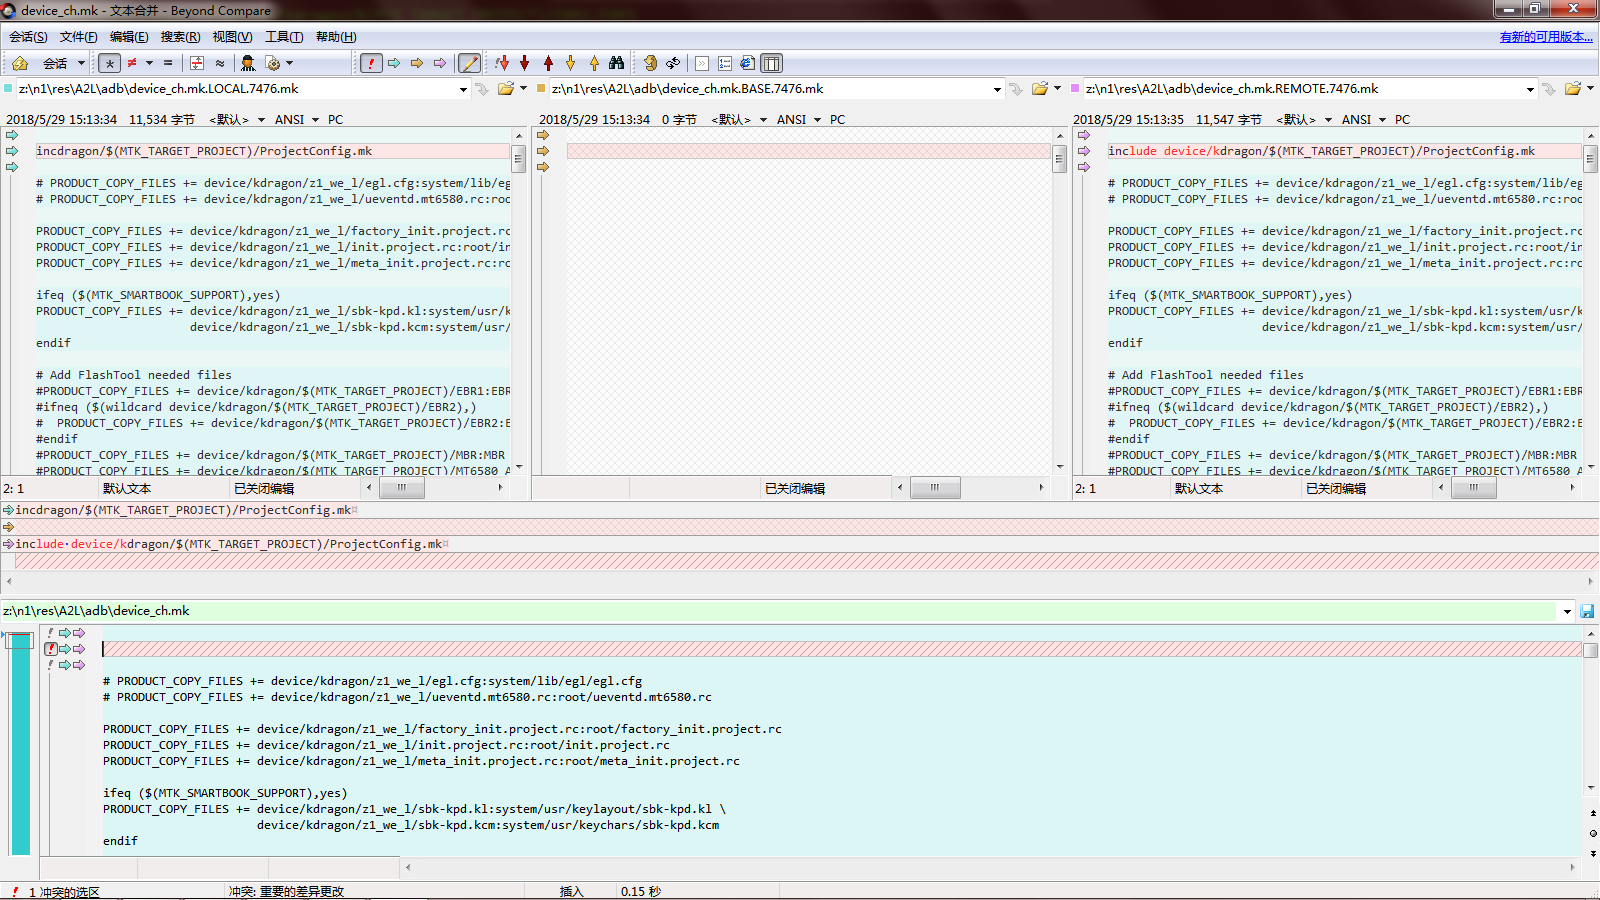 device_ch.mk - 文本合并 - Beyond Compare
会话(S) 文件(F) 编辑(E) 搜索(R) 视图(V) 工具(T) 帮助(H)
有新的可用版本...
会话
z:\n1\res\A2L\adb\device_ch.mk.LOCAL.7476.mk
z:\n1\res\A2L\adb\device_ch.mk.BASE.7476.mk
z:\n1\res\A2L\adb\device_ch.mk.REMOTE.7476.mk
2018/5/29 15:13:34 11,534 字节 <默认> ANSI PC
2018/5/29 15:13:34 0 字节 <默认> ANSI PC
2018/5/29 15:13:35 11,547 字节 <默认> ANSI PC
incdragon/$(MTK_TARGET_PROJECT)/ProjectConfig.mk
# PRODUCT_COPY_FILES += device/kdragon/z1_we_l/egl.cfg:system/lib/eg
# PRODUCT_COPY_FILES += device/kdragon/z1_we_l/ueventd.mt6580.rc:roo
PRODUCT_COPY_FILES += device/kdragon/z1_we_l/factory_init.project.rc
PRODUCT_COPY_FILES += device/kdragon/z1_we_l/init.project.rc:root/in
PRODUCT_COPY_FILES += device/kdragon/z1_we_l/meta_init.project.rc:ro
ifeq ($(MTK_SMARTBOOK_SUPPORT),yes)
PRODUCT_COPY_FILES += device/kdragon/z1_we_l/sbk-kpd.kl:system/usr/k
device/kdragon/z1_we_l/sbk-kpd.kcm:system/usr/
endif
# Add FlashTool needed files
#PRODUCT_COPY_FILES += device/kdragon/$(MTK_TARGET_PROJECT)/EBR1:EBR
#ifneq ($(wildcard device/kdragon/$(MTK_TARGET_PROJECT)/EBR2),)
#  PRODUCT_COPY_FILES += device/kdragon/$(MTK_TARGET_PROJECT)/EBR2:E
#endif
#PRODUCT_COPY_FILES += device/kdragon/$(MTK_TARGET_PROJECT)/MBR:MBR
#PRODUCT_COPY_FILES += device/kdragon/$(MTK_TARGET_PROJECT)/MT6580_A
include device/kdragon/$(MTK_TARGET_PROJECT)/ProjectConfig.mk
# PRODUCT_COPY_FILES += device/kdragon/z1_we_l/egl.cfg:system/lib/eg
# PRODUCT_COPY_FILES += device/kdragon/z1_we_l/ueventd.mt6580.rc:roo
PRODUCT_COPY_FILES += device/kdragon/z1_we_l/factory_init.project.rc
PRODUCT_COPY_FILES += device/kdragon/z1_we_l/init.project.rc:root/in
PRODUCT_COPY_FILES += device/kdragon/z1_we_l/meta_init.project.rc:ro
ifeq ($(MTK_SMARTBOOK_SUPPORT),yes)
PRODUCT_COPY_FILES += device/kdragon/z1_we_l/sbk-kpd.kl:system/usr/k
device/kdragon/z1_we_l/sbk-kpd.kcm:system/usr/
endif
# Add FlashTool needed files
#PRODUCT_COPY_FILES += device/kdragon/$(MTK_TARGET_PROJECT)/EBR1:EBR
#ifneq ($(wildcard device/kdragon/$(MTK_TARGET_PROJECT)/EBR2),)
#  PRODUCT_COPY_FILES += device/kdragon/$(MTK_TARGET_PROJECT)/EBR2:E
#endif
#PRODUCT_COPY_FILES += device/kdragon/$(MTK_TARGET_PROJECT)/MBR:MBR
#PRODUCT_COPY_FILES += device/kdragon/$(MTK_TARGET_PROJECT)/MT6580_A
2: 1 默认文本 已关闭编辑
已关闭编辑
2: 1 默认文本 已关闭编辑
incdragon/$(MTK_TARGET_PROJECT)/ProjectConfig.mk¤
include·device/kdragon/$(MTK_TARGET_PROJECT)/ProjectConfig.mk¤
z:\n1\res\A2L\adb\device_ch.mk
# PRODUCT_COPY_FILES += device/kdragon/z1_we_l/egl.cfg:system/lib/egl/egl.cfg
# PRODUCT_COPY_FILES += device/kdragon/z1_we_l/ueventd.mt6580.rc:root/ueventd.mt6580.rc
PRODUCT_COPY_FILES += device/kdragon/z1_we_l/factory_init.project.rc:root/factory_init.project.rc
PRODUCT_COPY_FILES += device/kdragon/z1_we_l/init.project.rc:root/init.project.rc
PRODUCT_COPY_FILES += device/kdragon/z1_we_l/meta_init.project.rc:root/meta_init.project.rc
ifeq ($(MTK_SMARTBOOK_SUPPORT),yes)
PRODUCT_COPY_FILES += device/kdragon/z1_we_l/sbk-kpd.kl:system/usr/keylayout/sbk-kpd.kl \
device/kdragon/z1_we_l/sbk-kpd.kcm:system/usr/keychars/sbk-kpd.kcm
endif
1 冲突的选区 冲突: 重要的差异更改 插入 0.15 秒